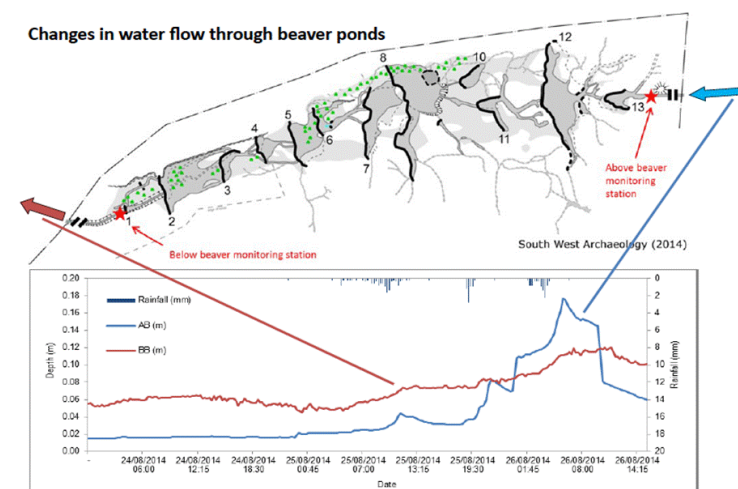 Changes in water flow through beaver ponds
12
8
10
5
4
6
13
11
7
3
2
1
Above beaver
monitoring
station
Below beaver monitoring station
South West Archaeology (2014)
0.20
0.18
0.16
0.14
0.12
0.10
0.08
0.06
0.04
0.02
0.00
Depth (m)
Rainfall (mm)
AB (m)
BB (m)
0
2
4
6
8
10
12
14
16
18
20
Rainfall (mm)
-
24/08/2014 24/08/2014 24/08/2014 25/08/2014 25/08/2014 25/08/2014 25/08/2014 26/08/2014 26/08/2014 26/08/2014
06:00 12:15 18:30 00:45 07:00 13:15 19:30 01:45 08:00 14:15
Date